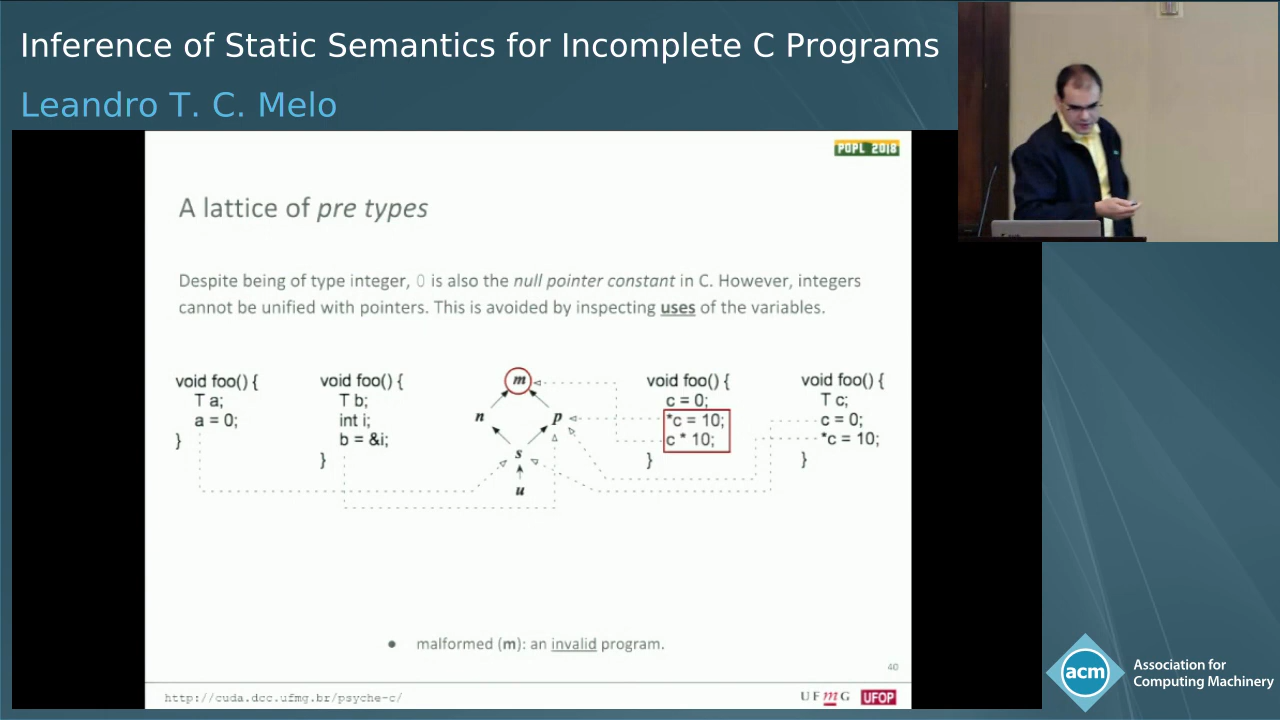 Inference of Static Semantics for Incomplete C Programs
Leandro T. C. Melo
POPL 2018
A lattice of pre types
Despite being of type integer, 0 is also the null pointer constant in C. However, integers
cannot be unified with pointers. This is avoided by inspecting uses of the variables.
void foo() {
T a;
a = 0;
}
void foo() {
T b;
int i;
b = &i;
}
m
n
p
s
u
void foo() {
c = 0;
*c = 10;
c * 10;
}
void foo() {
T c;
c = 0;
*c = 10;
}
● malformed (m): an invalid program.
40
http://cuda.dcc.ufmg.br/psyche-c/
UFmG
UFOP
acm
Association for
Computing Machinery